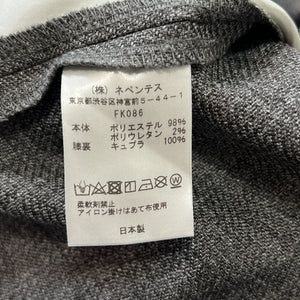 (株) ネペンテス
東京都渋谷区神宮前5-44-1
FK086
本体 ポリエステル 98%
ポリウレタン 2%
膝裏 キュプラ 100%
柔軟剤禁止
アイロン掛けはあて布使用
日本製